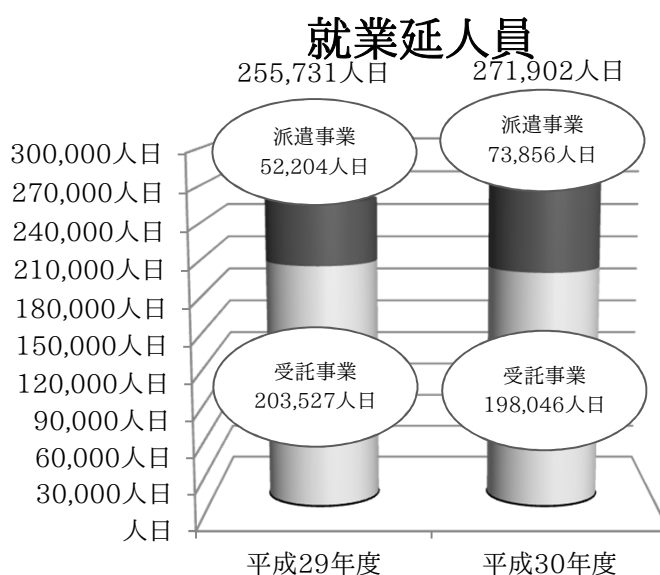 就業延人員
255,731人日
271,902人日
派遣事業
52,204人日
派遣事業
73,856人日
300,000人日
270,000人日
240,000人日
210,000人日
180,000人日
150,000人日
120,000人日
90,000人日
60,000人日
30,000人日
人日
受託事業
203,527人日
受託事業
198,046人日
平成29年度
平成30年度